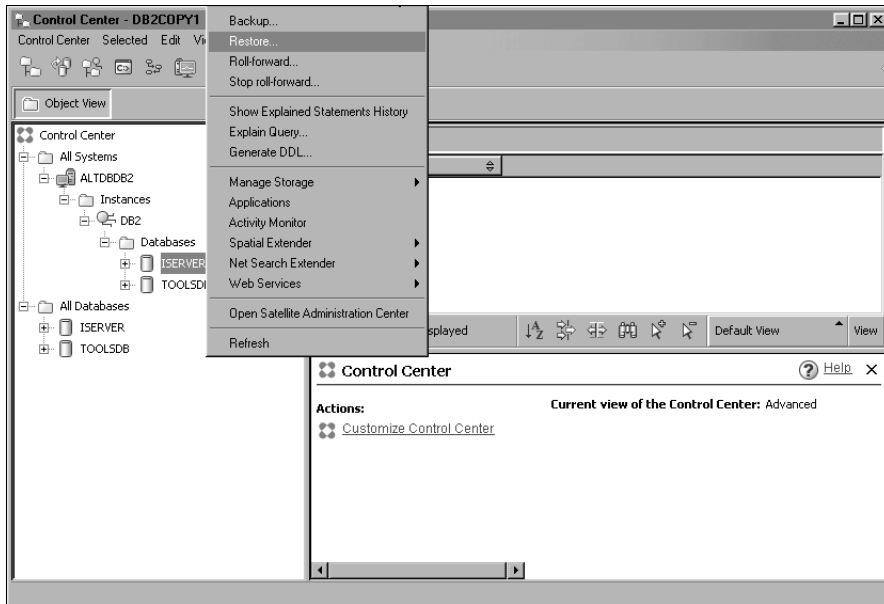 Control Center - DB2COPY1
Control Center Selected Edit
Object View
Control Center
All Systems
ALTDBDB2
Instances
DB2
Databases
ISERVER
All Databases
ISERVER
TOOLSDB
Backup...
Restore...
Roll-forward...
Stop roll-forward...
Show Explained Statements History
Explain Query...
Generate DDL...
Manage Storage
Applications
Activity Monitor
Spatial Extender
Net Search Extender
Web Services
Open Satellite Administration Center
Refresh
Default View View
Control Center
Help
Actions:
Customize Control Center
Current view of the Control Center: Advanced